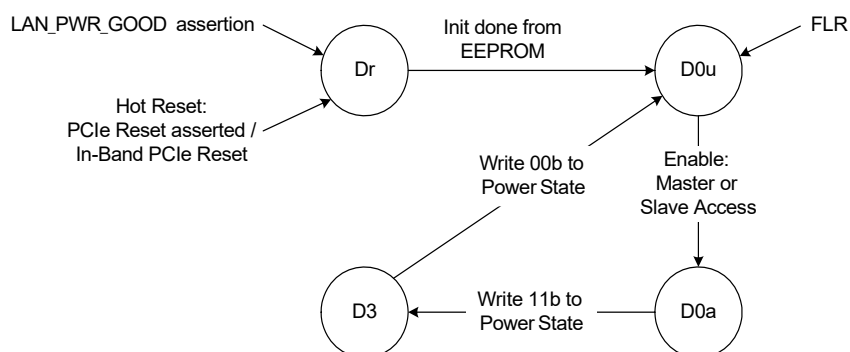 LAN_PWR_GOOD assertion
Init done from
EEPROM
FLR
Dr
D0u
Hot Reset:
PCIe Reset asserted /
In-Band PCIe Reset
Write 00b to
Power State
Enable:
Master or
Slave Access
D3
Write 11b to
Power State
D0a